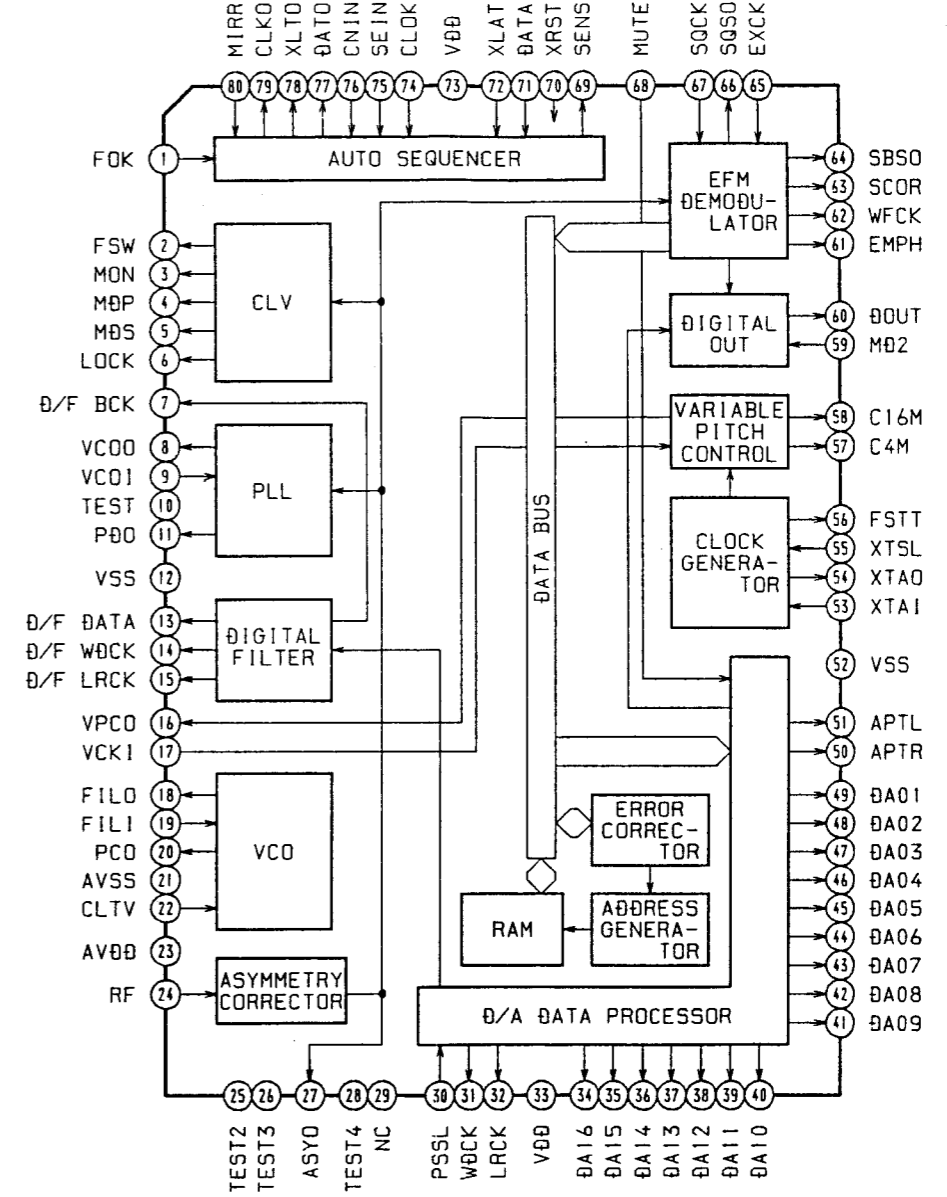 MIRR CLKO XLTO DATO CNIN SEIN CLOK VDD XLAT DATA XRST SENS MUTE SQCK SQSO EXCK
80 79 78 77 76 75 74 73 72 71 70 69 68 67 66 65
FOK 1
AUTO SEQUENCER
EFM
DEMODU-
LATOR
64 SBSO
63 SCOR
62 WFCK
61 EMPH
FSW 2
MON 3
MDP 4
MDS 5
LOCK 6
CLV
DIGITAL
OUT
60 DOUT
59 MD2
D/F BCK 7
VCOO 8
VCOI 9
TEST 10
PDO 11
PLL
VARIABLE
PITCH
CONTROL
58 C16M
57 C4M
DATA BUS
CLOCK
GENERA-
TOR
56 FSTT
55 XTSL
54 XTAO
53 XTAI
VSS 12
D/F DATA 13
D/F WDCK 14
D/F LRCK 15
DIGITAL
FILTER
52 VSS
VPCO 16
VCKI 17
51 APTL
50 APTR
FILO 18
FILI 19
PCO 20
AVSS 21
CLTV 22
VCO
ERROR
CORREC-
TOR
RAM
ADDRESS
GENERA-
TOR
49 DA01
48 DA02
47 DA03
46 DA04
45 DA05
44 DA06
43 DA07
42 DA08
41 DA09
AVDD 23
RF 24
ASYMMETRY
CORRECTOR
D/A DATA PROCESSOR
25 26 27 28 29 30 31 32 33 34 35 36 37 38 39 40
TEST2 TEST3 ASYO TEST4 NC PSSL WDCK LRCK VDD DA16 DA15 DA14 DA13 DA12 DA11 DA10